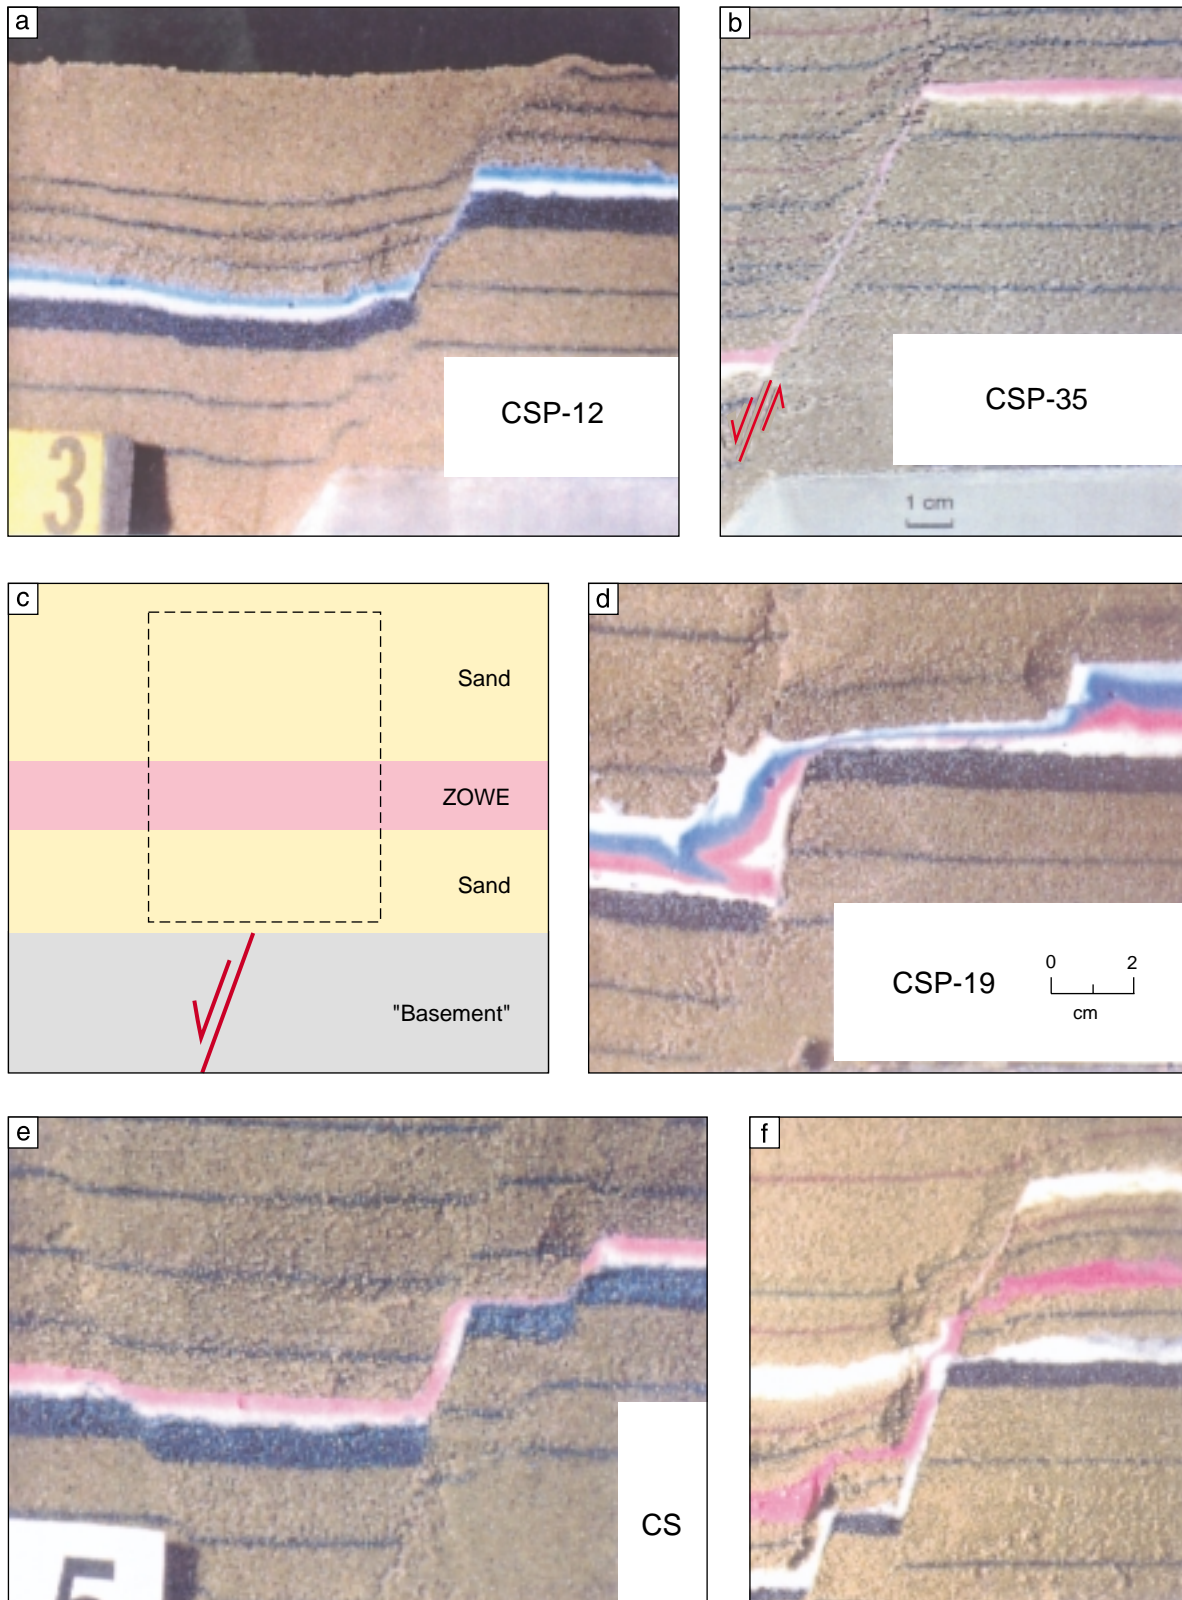 a
CSP-12
3
b
CSP-35
1 cm
c
Sand
ZOWE
Sand
"Basement"
d
CSP-19
0 2
cm
e
CS
5
f